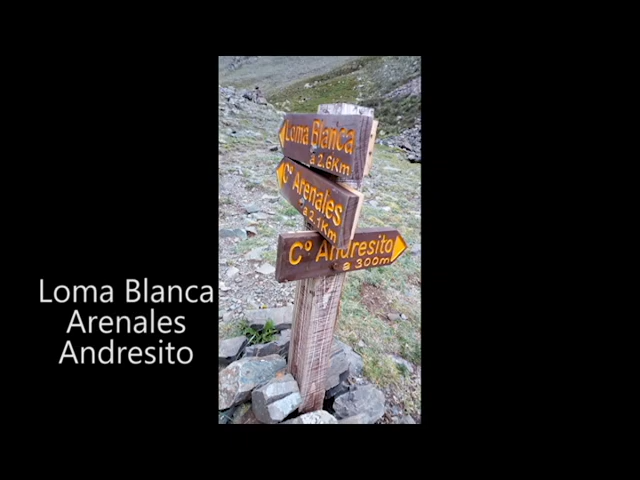 Loma Blanca
a 2.6Km
Cº Arenales
a 2.1Km
Cº Andresito
a 300m
Loma Blanca
Arenales
Andresito